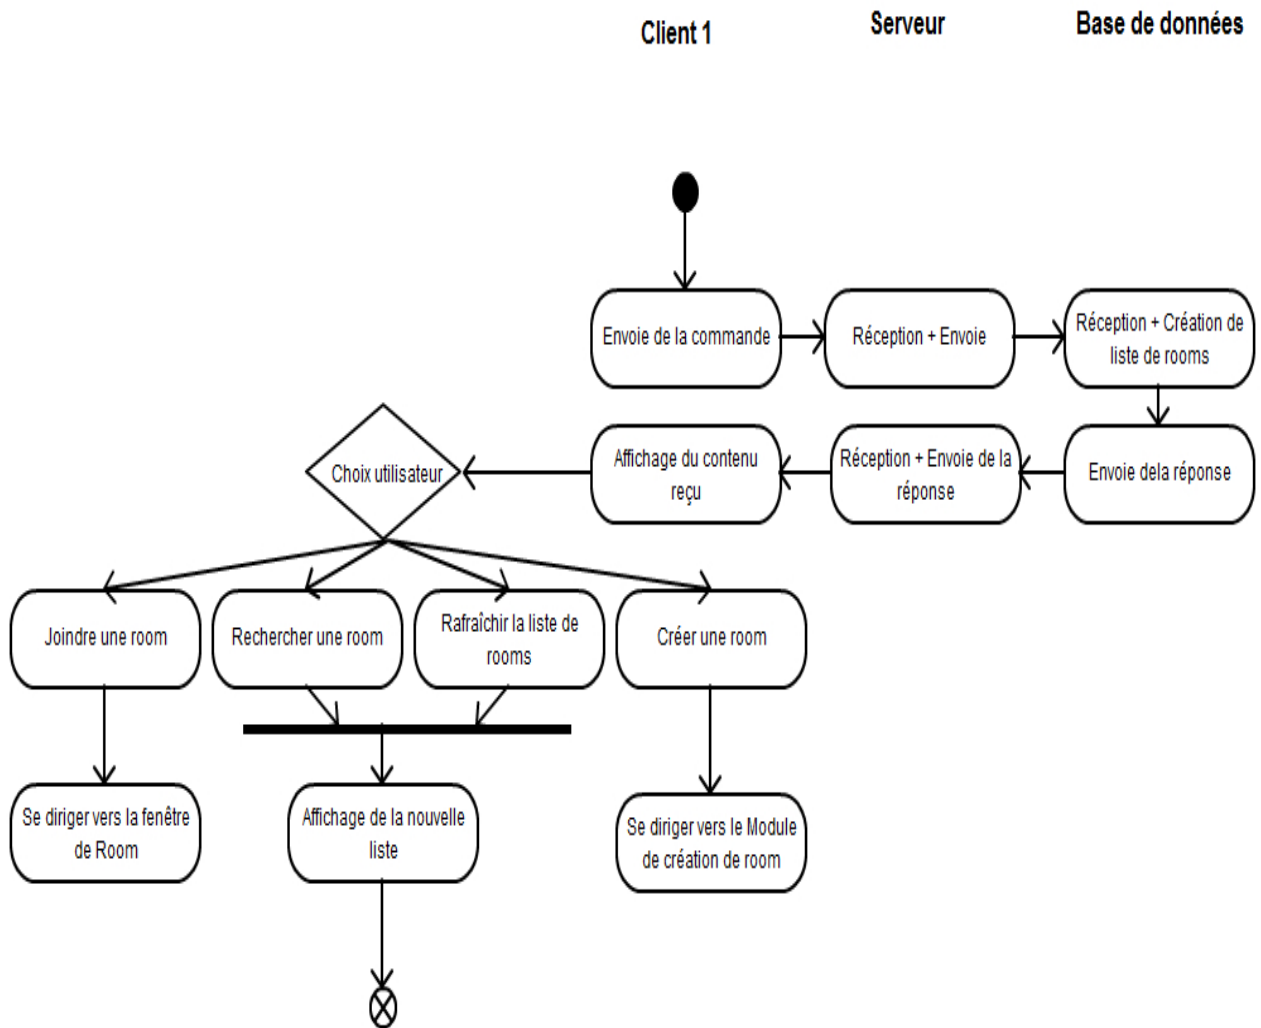 Client 1
Serveur
Base de données
Envoie de la commande
Réception + Envoie
Réception + Création de
liste de rooms
Choix utilisateur
Affichage du contenu
reçu
Réception + Envoie de la
réponse
Envoie dela réponse
Joindre une room
Rechercher une room
Rafraîchir la liste de
rooms
Créer une room
Se diriger vers la fenêtre
de Room
Affichage de la nouvelle
liste
Se diriger vers le Module
de création de room